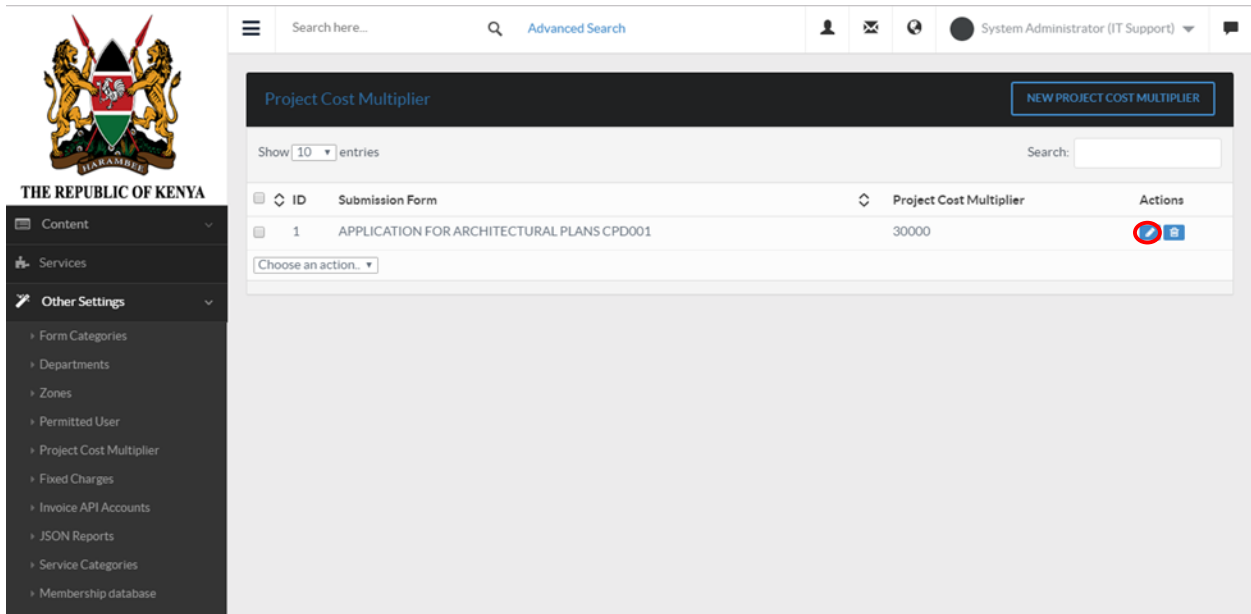 Search here...
Advanced Search
System Administrator (IT Support)
HARAMBEE
THE REPUBLIC OF KENYA
Content
Services
Other Settings
Form Categories
Departments
Zones
Permitted User
Project Cost Multiplier
Fixed Charges
Invoice API Accounts
JSON Reports
Service Categories
Membership database
Project Cost Multiplier
NEW PROJECT COST MULTIPLIER
Show 10 entries
Search:
ID Submission Form Project Cost Multiplier Actions
1 APPLICATION FOR ARCHITECTURAL PLANS CPD001 30000
Choose an action..